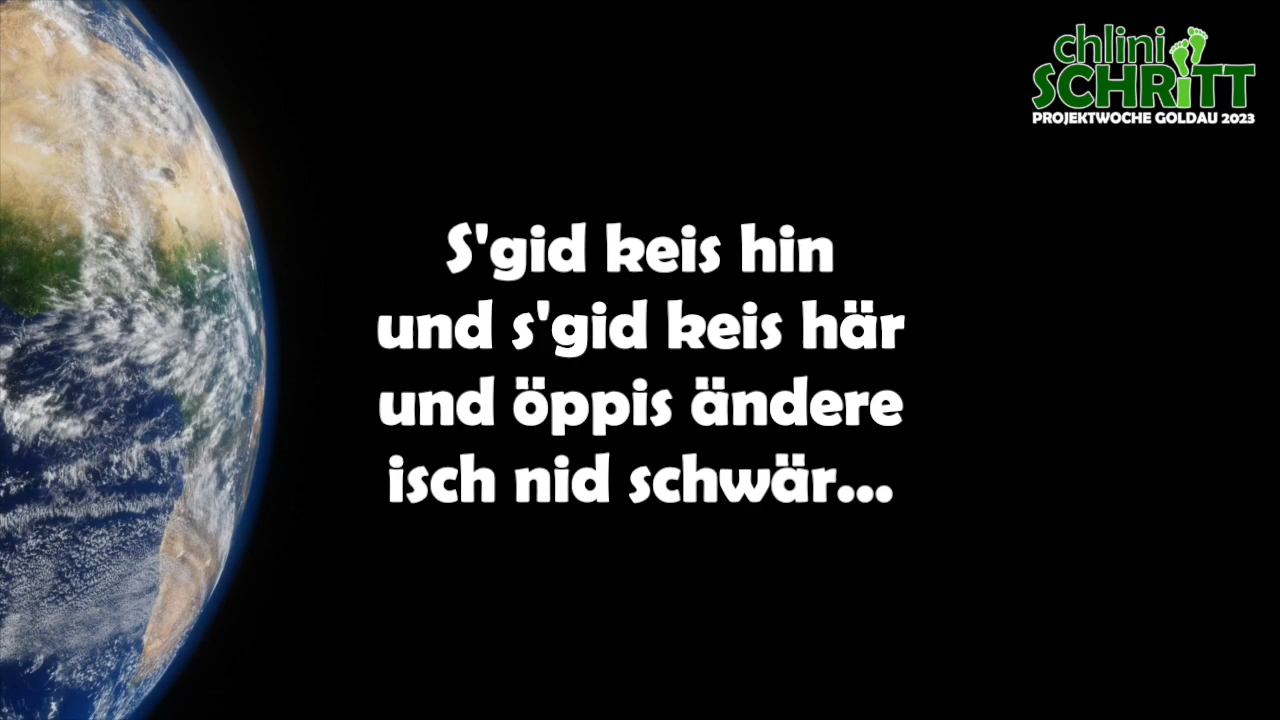 chlini
SCHRiTT
PROJEKTWOCHE GOLDAU 2023
S'gid keis hin
und s'gid keis här
und öppis ändere
isch nid schwär...